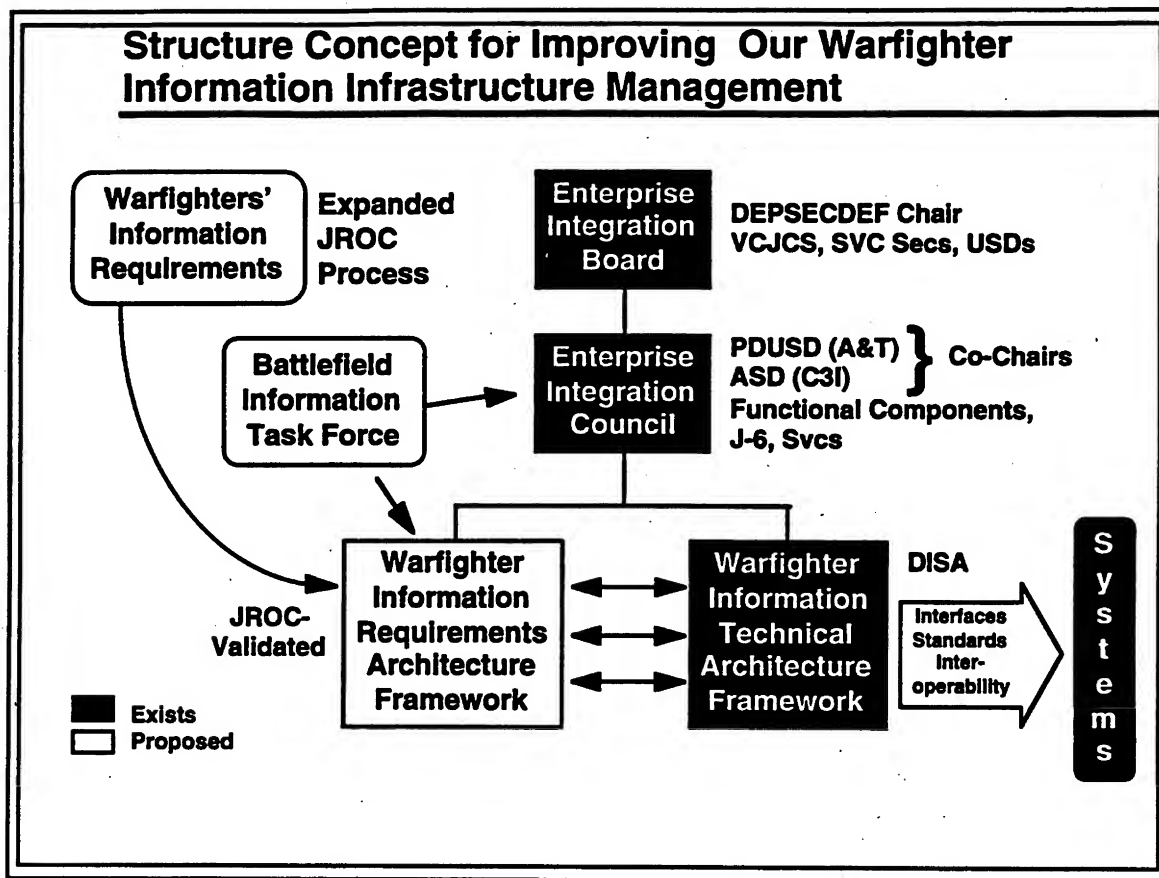 Structure Concept for Improving Our Warfighter
Information Infrastructure Management
Warfighters'
Information
Requirements
Expanded
JROC
Process
Enterprise
Integration
Board
DEPSECDEF Chair
VCJCS, SVC Secs, USDs
Battlefield
Information
Task Force
Enterprise
Integration
Council
PDUSD (A&T)
ASD (C3I)
} Co-Chairs
Functional Components,
J-6, Svcs
JROC-
Validated
Warfighter
Information
Requirements
Architecture
Framework
Warfighter
Information
Technical
Architecture
Framework
DISA
Interfaces
Standards
Inter-
operability
Systems
Exists
Proposed